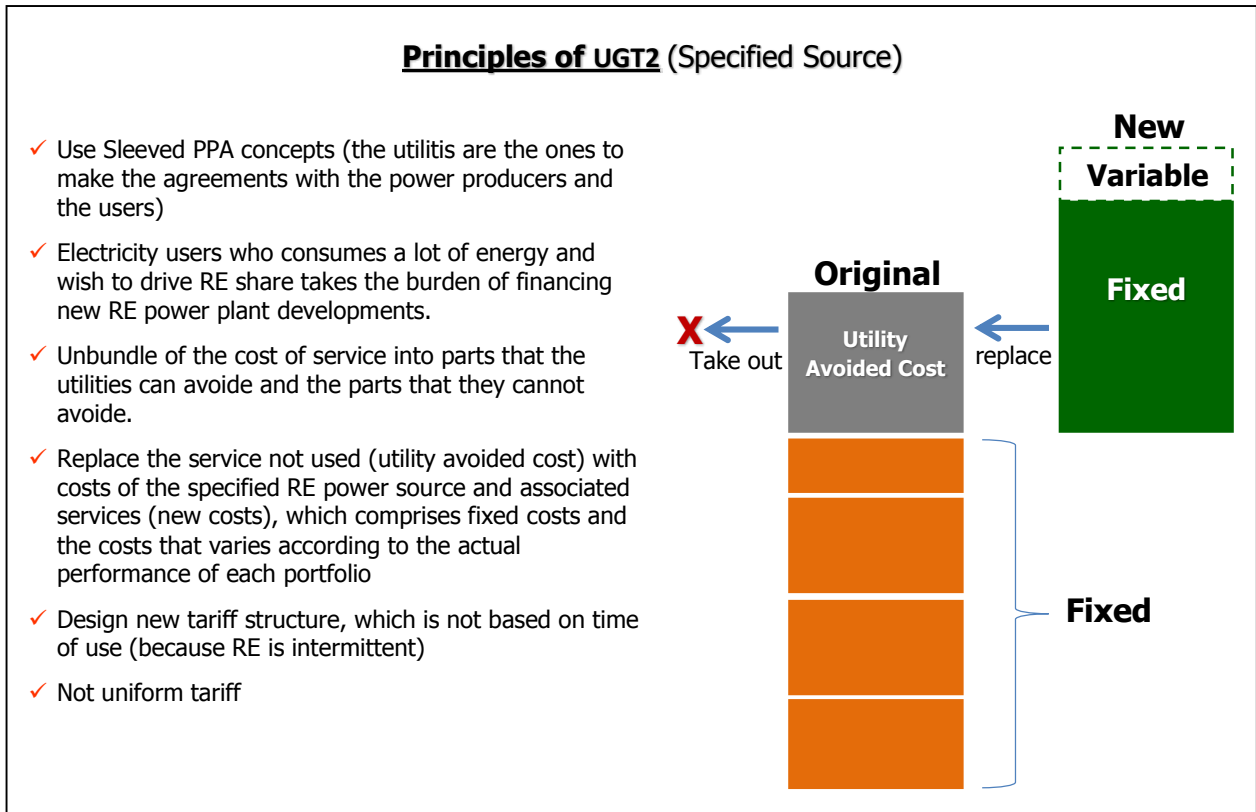 Principles of UGT2 (Specified Source)
✓ Use Sleeved PPA concepts (the utilitis are the ones to
make the agreements with the power producers and
the users)
✓ Electricity users who consumes a lot of energy and
wish to drive RE share takes the burden of financing
new RE power plant developments.
✓ Unbundle of the cost of service into parts that the
utilities can avoide and the parts that they cannot
avoide.
✓ Replace the service not used (utility avoided cost) with
costs of the specified RE power source and associated
services (new costs), which comprises fixed costs and
the costs that varies according to the actual
performance of each portfolio
✓ Design new tariff structure, which is not based on time
of use (because RE is intermittent)
✓ Not uniform tariff
New
Variable
Fixed
Original
Utility
Avoided Cost
X
Take out
replace
Fixed